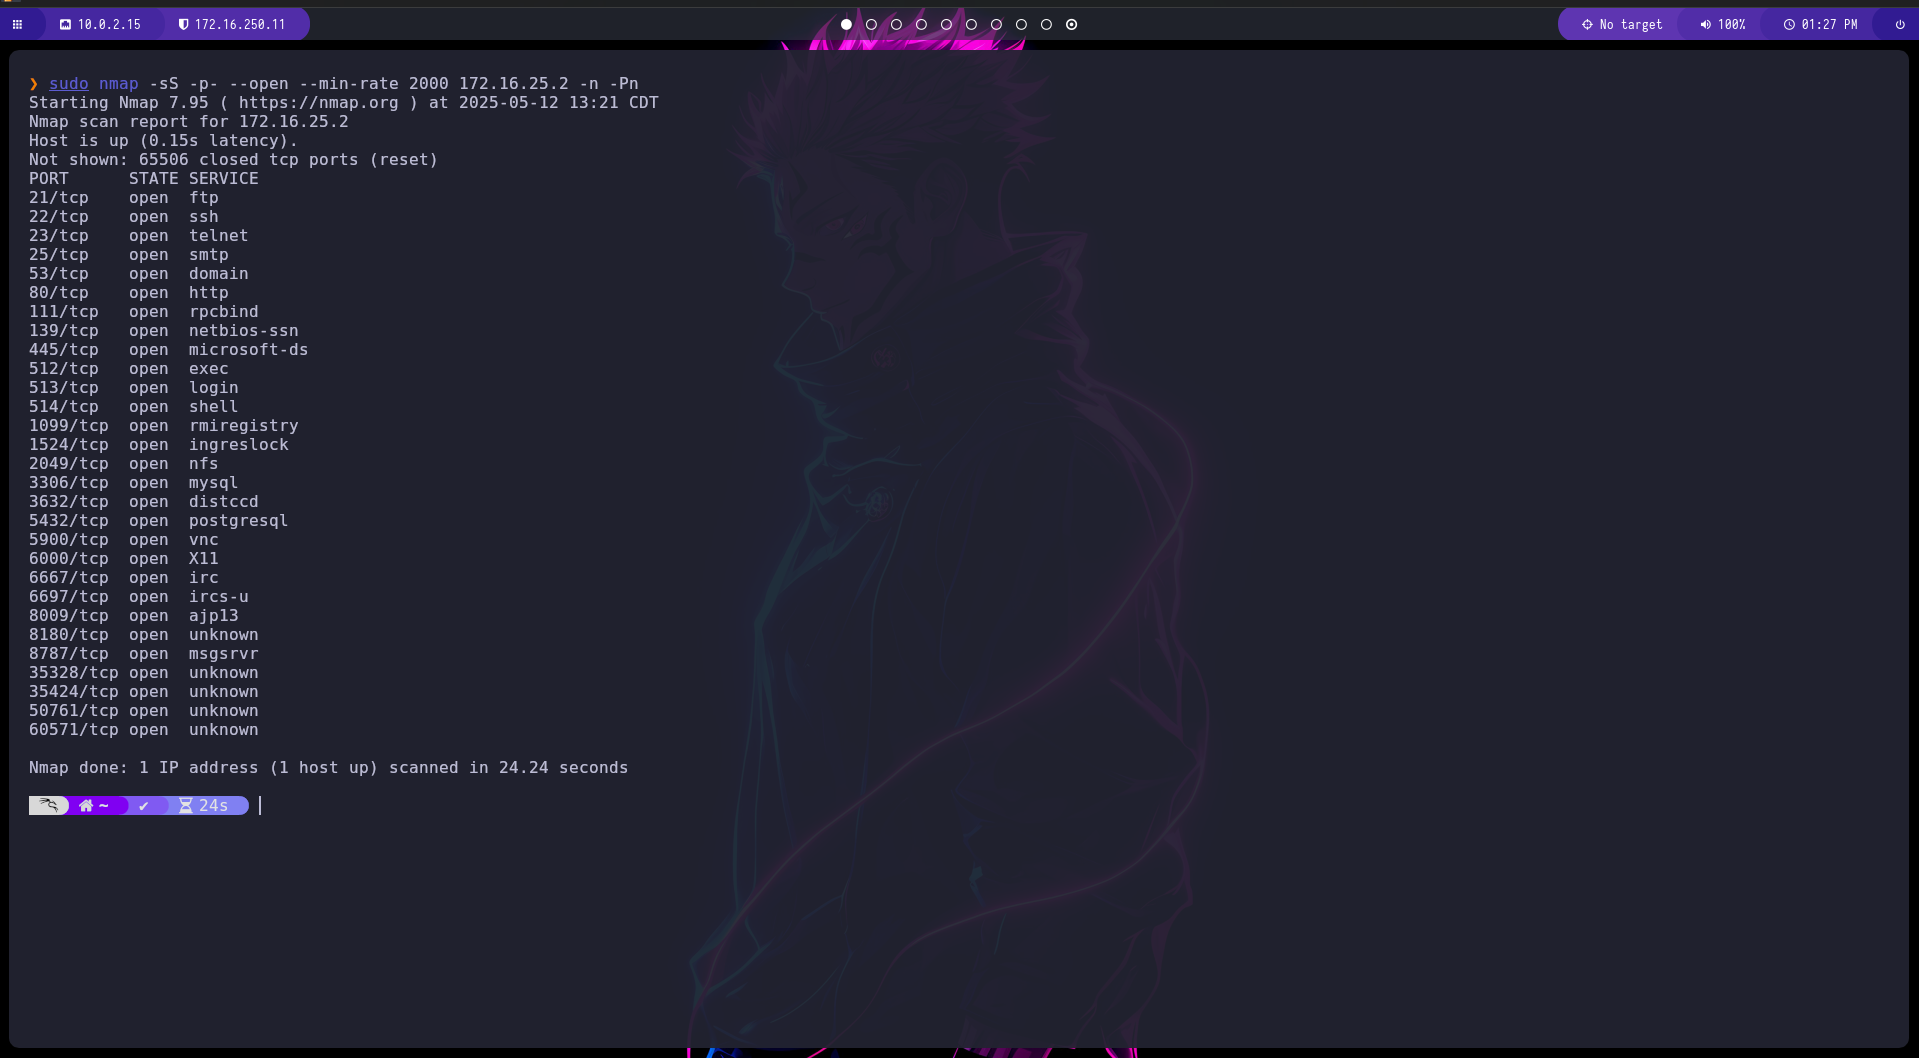 10.0.2.15 172.16.250.11 No target 100% 01:27 PM
❯ sudo nmap -sS -p- --open --min-rate 2000 172.16.25.2 -n -Pn
Starting Nmap 7.95 ( https://nmap.org ) at 2025-05-12 13:21 CDT
Nmap scan report for 172.16.25.2
Host is up (0.15s latency).
Not shown: 65506 closed tcp ports (reset)
PORT      STATE SERVICE
21/tcp    open  ftp
22/tcp    open  ssh
23/tcp    open  telnet
25/tcp    open  smtp
53/tcp    open  domain
80/tcp    open  http
111/tcp   open  rpcbind
139/tcp   open  netbios-ssn
445/tcp   open  microsoft-ds
512/tcp   open  exec
513/tcp   open  login
514/tcp   open  shell
1099/tcp  open  rmiregistry
1524/tcp  open  ingreslock
2049/tcp  open  nfs
3306/tcp  open  mysql
3632/tcp  open  distccd
5432/tcp  open  postgresql
5900/tcp  open  vnc
6000/tcp  open  X11
6667/tcp  open  irc
6697/tcp  open  ircs-u
8009/tcp  open  ajp13
8180/tcp  open  unknown
8787/tcp  open  msgsrvr
35328/tcp open  unknown
35424/tcp open  unknown
50761/tcp open  unknown
60571/tcp open  unknown
Nmap done: 1 IP address (1 host up) scanned in 24.24 seconds
~ ✔ 24s